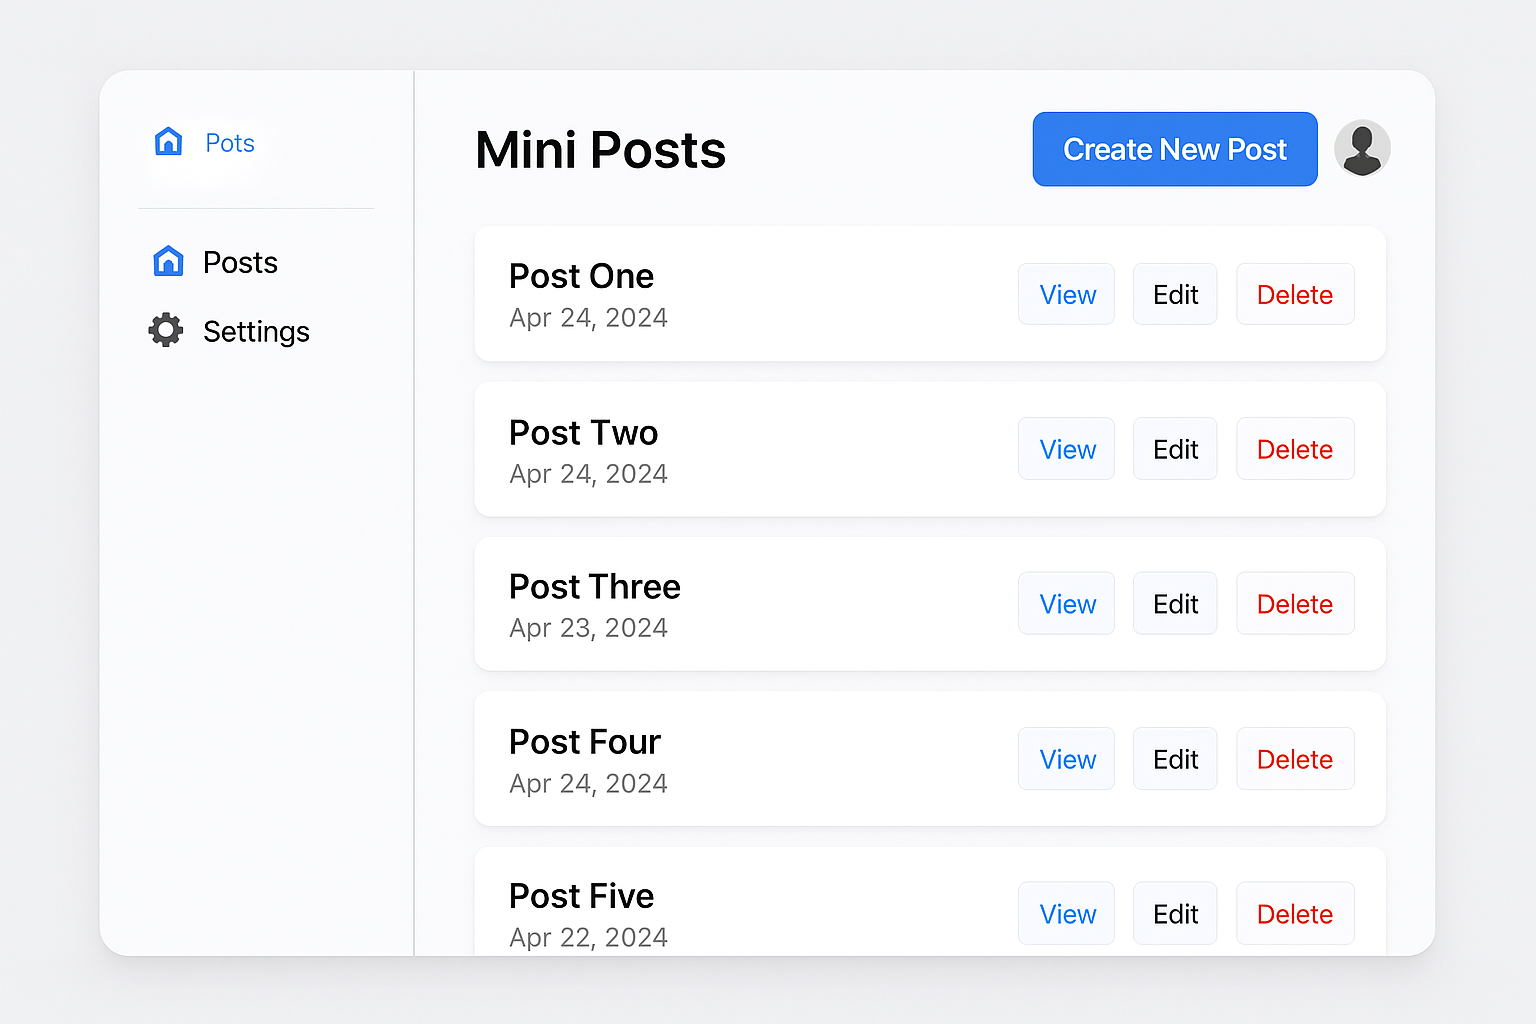 Pots
Posts
Settings
Mini Posts
Create New Post
Post One
Apr 24, 2024
View Edit Delete
Post Two
Apr 24, 2024
View Edit Delete
Post Three
Apr 23, 2024
View Edit Delete
Post Four
Apr 24, 2024
View Edit Delete
Post Five
Apr 22, 2024
View Edit Delete